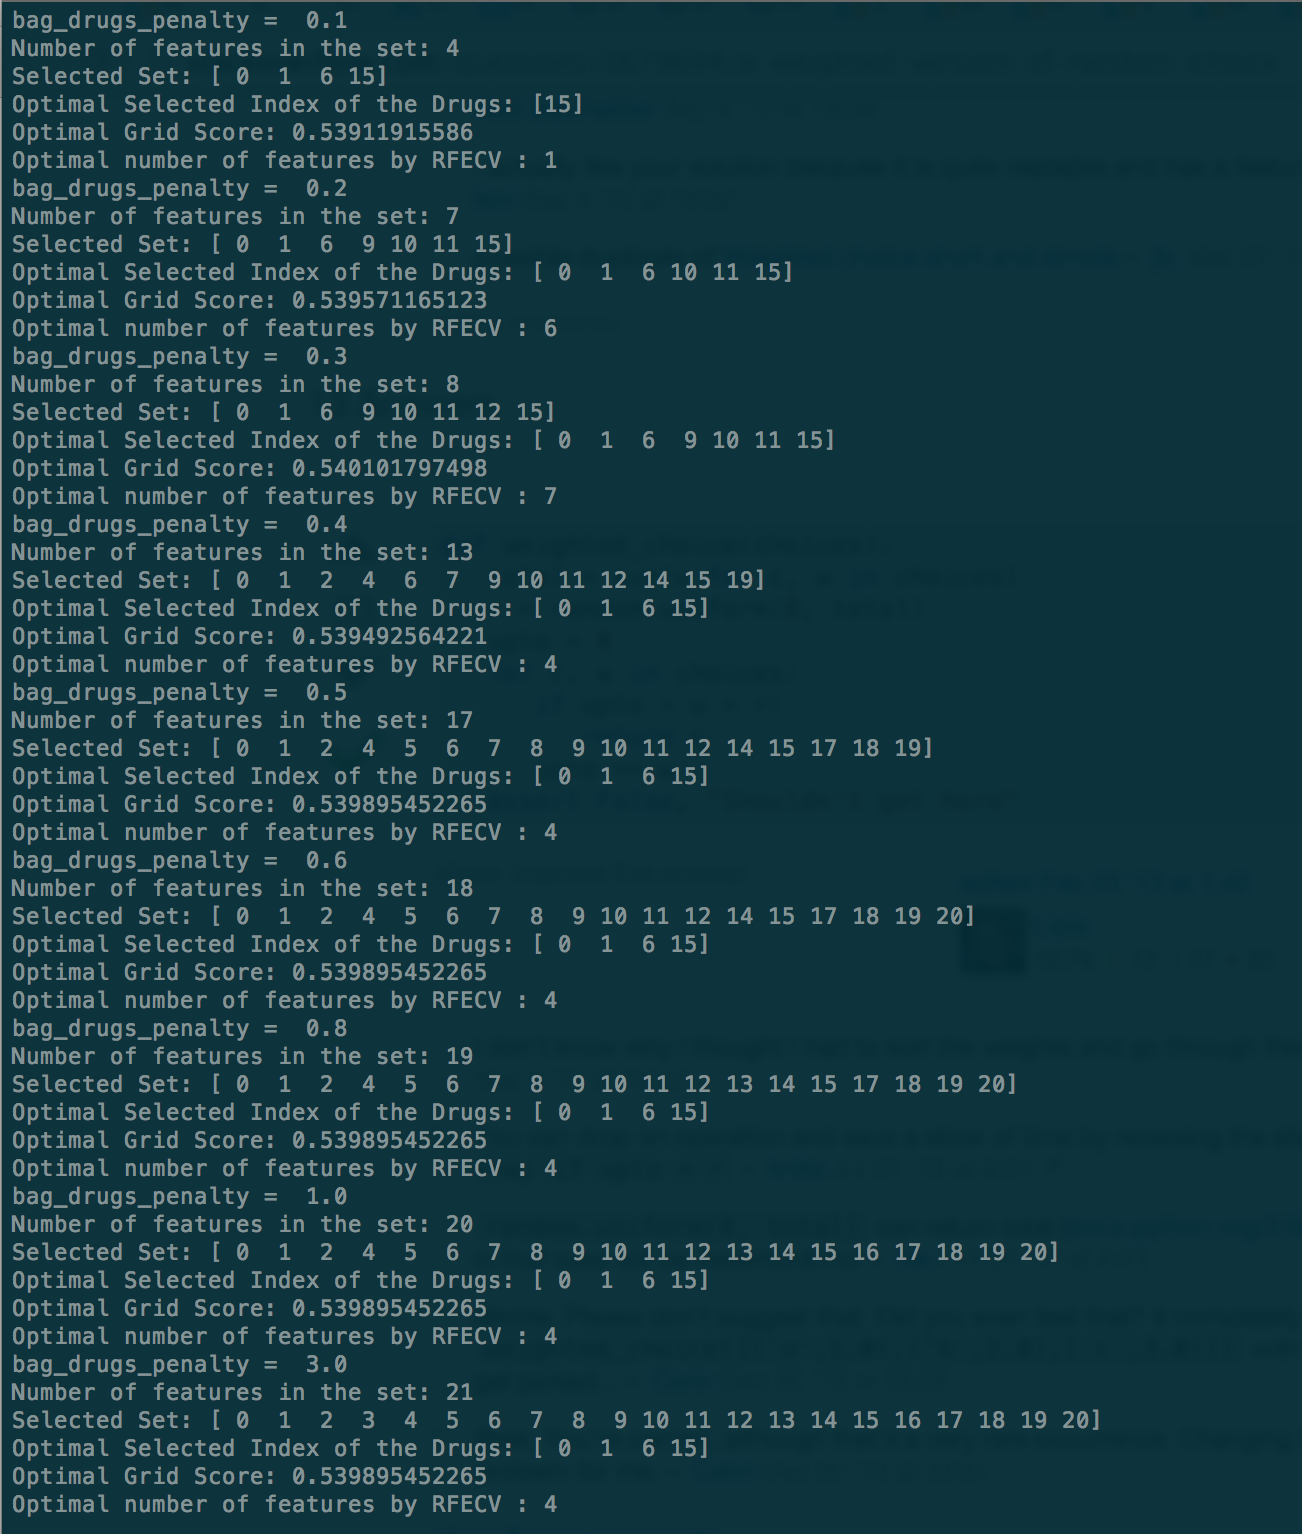 bag_drugs_penalty =  0.1
Number of features in the set: 4
Selected Set: [ 0  1  6 15]
Optimal Selected Index of the Drugs: [15]
Optimal Grid Score: 0.53911915586
Optimal number of features by RFECV : 1
bag_drugs_penalty =  0.2
Number of features in the set: 7
Selected Set: [ 0  1  6  9 10 11 15]
Optimal Selected Index of the Drugs: [ 0  1  6 10 11 15]
Optimal Grid Score: 0.539571165123
Optimal number of features by RFECV : 6
bag_drugs_penalty =  0.3
Number of features in the set: 8
Selected Set: [ 0  1  6  9 10 11 12 15]
Optimal Selected Index of the Drugs: [ 0  1  6  9 10 11 15]
Optimal Grid Score: 0.540101797498
Optimal number of features by RFECV : 7
bag_drugs_penalty =  0.4
Number of features in the set: 13
Selected Set: [ 0  1  2  4  6  7  9 10 11 12 14 15 19]
Optimal Selected Index of the Drugs: [ 0  1  6 15]
Optimal Grid Score: 0.539492564221
Optimal number of features by RFECV : 4
bag_drugs_penalty =  0.5
Number of features in the set: 17
Selected Set: [ 0  1  2  4  5  6  7  8  9 10 11 12 14 15 17 18 19]
Optimal Selected Index of the Drugs: [ 0  1  6 15]
Optimal Grid Score: 0.539895452265
Optimal number of features by RFECV : 4
bag_drugs_penalty =  0.6
Number of features in the set: 18
Selected Set: [ 0  1  2  4  5  6  7  8  9 10 11 12 14 15 17 18 19 20]
Optimal Selected Index of the Drugs: [ 0  1  6 15]
Optimal Grid Score: 0.539895452265
Optimal number of features by RFECV : 4
bag_drugs_penalty =  0.8
Number of features in the set: 19
Selected Set: [ 0  1  2  4  5  6  7  8  9 10 11 12 13 14 15 17 18 19 20]
Optimal Selected Index of the Drugs: [ 0  1  6 15]
Optimal Grid Score: 0.539895452265
Optimal number of features by RFECV : 4
bag_drugs_penalty =  1.0
Number of features in the set: 20
Selected Set: [ 0  1  2  4  5  6  7  8  9 10 11 12 13 14 15 16 17 18 19 20]
Optimal Selected Index of the Drugs: [ 0  1  6 15]
Optimal Grid Score: 0.539895452265
Optimal number of features by RFECV : 4
bag_drugs_penalty =  3.0
Number of features in the set: 21
Selected Set: [ 0  1  2  3  4  5  6  7  8  9 10 11 12 13 14 15 16 17 18 19 20]
Optimal Selected Index of the Drugs: [ 0  1  6 15]
Optimal Grid Score: 0.539895452265
Optimal number of features by RFECV : 4